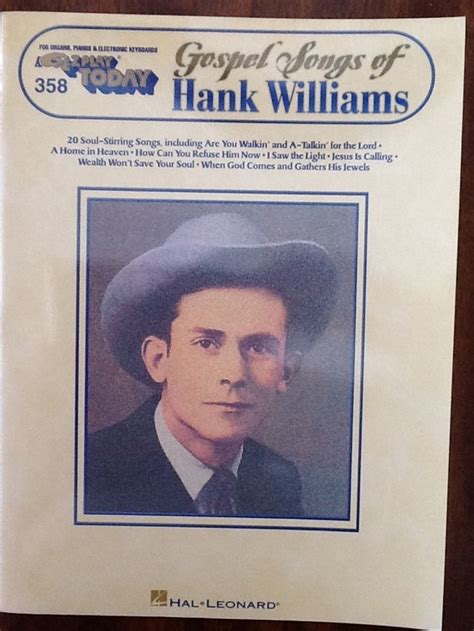 FOR ORGANS, PIANOS & ELECTRONIC KEYBOARDS
E-Z PLAY
TODAY
358
Gospel Songs of
Hank Williams
20 Soul-Stirring Songs, including Are You Walkin' and A-Talkin' for the Lord •
A Home in Heaven • How Can You Refuse Him Now • I Saw the Light • Jesus Is Calling •
Wealth Won't Save Your Soul • When God Comes and Gathers His Jewels
HAL•LEONARD®